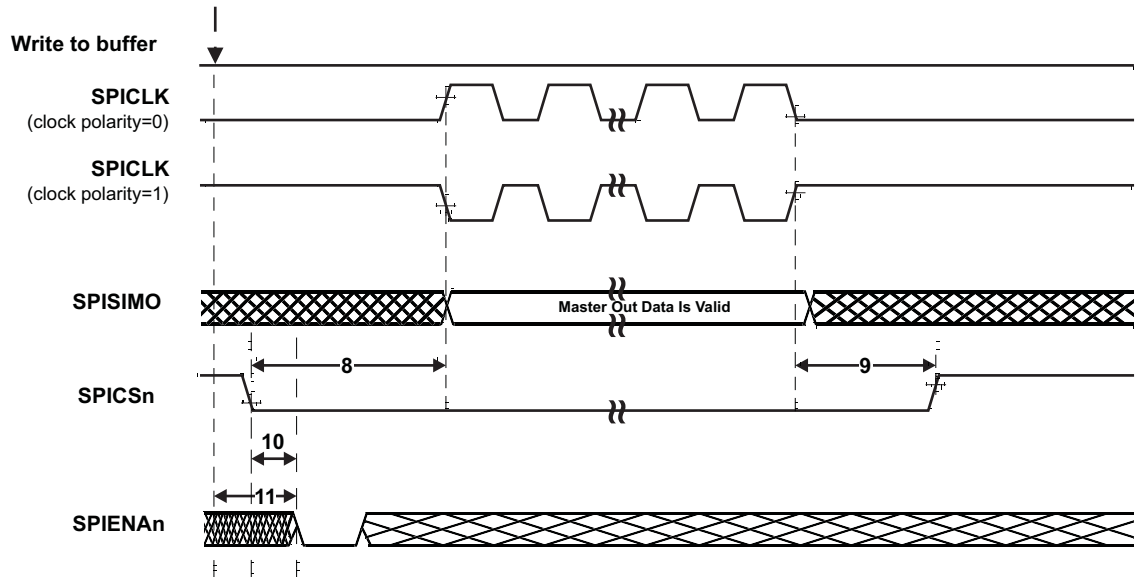 Write to buffer
SPICLK
(clock polarity=0)
SPICLK
(clock polarity=1)
SPISIMO
Master Out Data Is Valid
8
9
SPICSn
10
11
SPIENAn